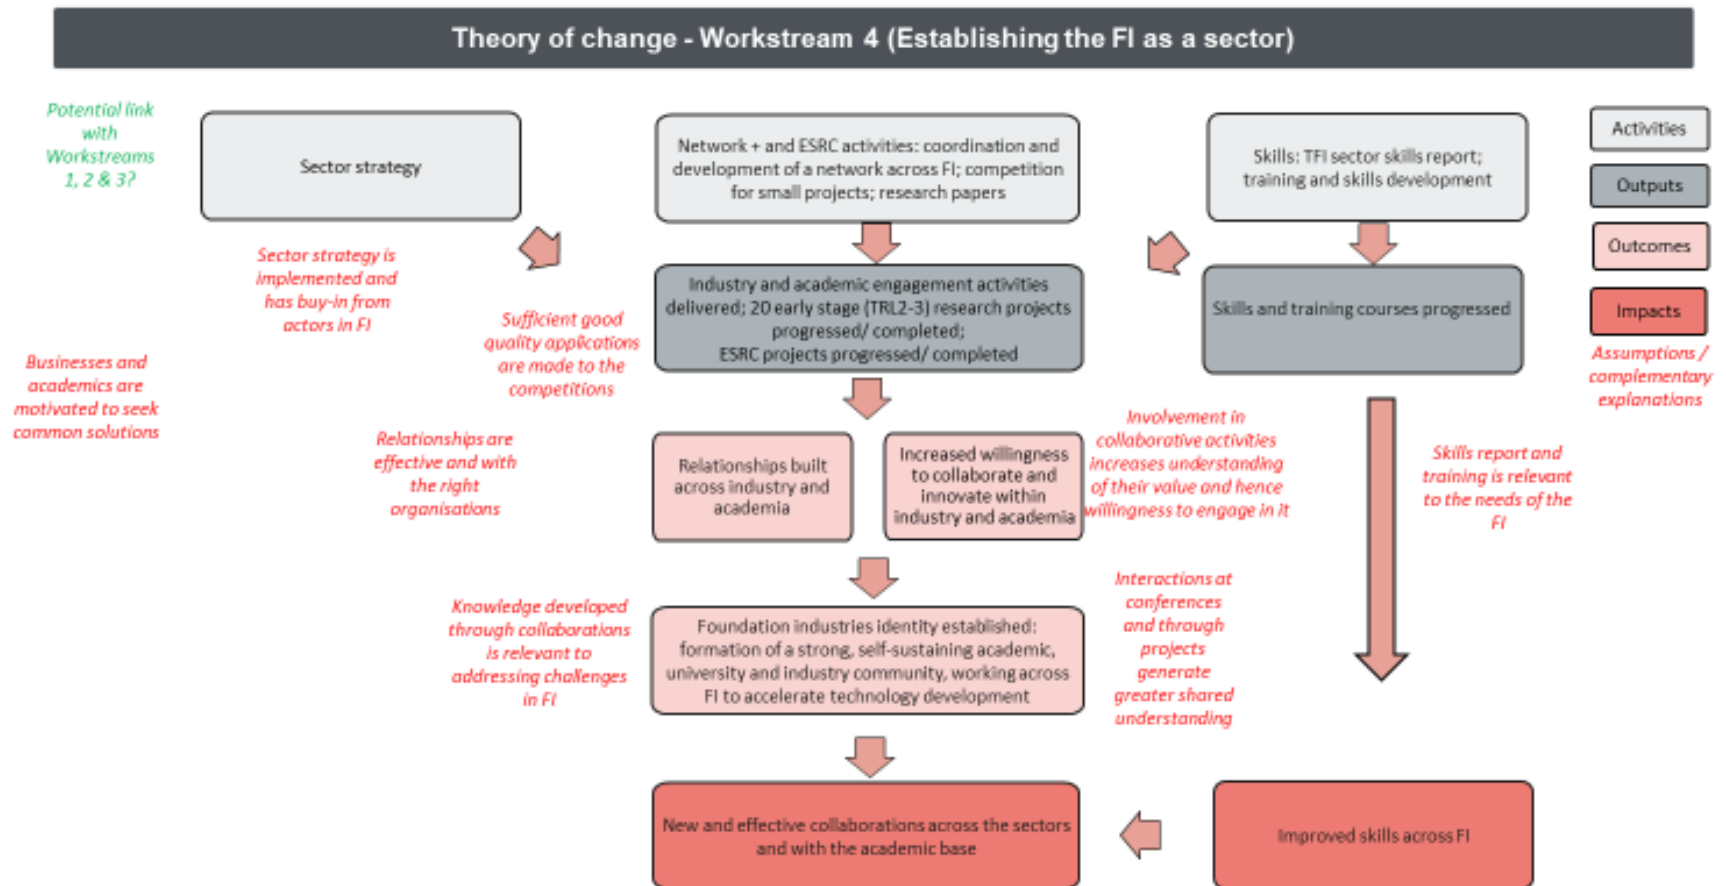 Theory of change - Workstream 4 (Establishing the FI as a sector)
Potential link
with
Workstreams
1, 2 & 3?
Sector strategy
Network + and ESRC activities: coordination and
development of a network across FI; competition
for small projects; research papers
Skills: TFI sector skills report;
training and skills development
Activities
Outputs
Outcomes
Impacts
Assumptions /
complementary
explanations
Sector strategy is
implemented and
has buy-in from
actors in FI
Sufficient good
quality applications
are made to the
competitions
Industry and academic engagement activities
delivered; 20 early stage (TRL2-3) research projects
progressed/ completed;
ESRC projects progressed/ completed
Skills and training courses progressed
Businesses and
academics are
motivated to seek
common solutions
Relationships are
effective and with
the right
organisations
Relationships built
across industry and
academia
Increased willingness
to collaborate and
innovate within
industry and academia
Involvement in
collaborative activities
increases understanding
of their value and hence
willingness to engage in it
Skills report and
training is relevant
to the needs of the
FI
Knowledge developed
through collaborations
is relevant to
addressing challenges
in FI
Foundation industries identity established:
formation of a strong, self-sustaining academic,
university and industry community, working across
FI to accelerate technology development
Interactions at
conferences
and through
projects
generate
greater shared
understanding
New and effective collaborations across the sectors
and with the academic base
Improved skills across FI